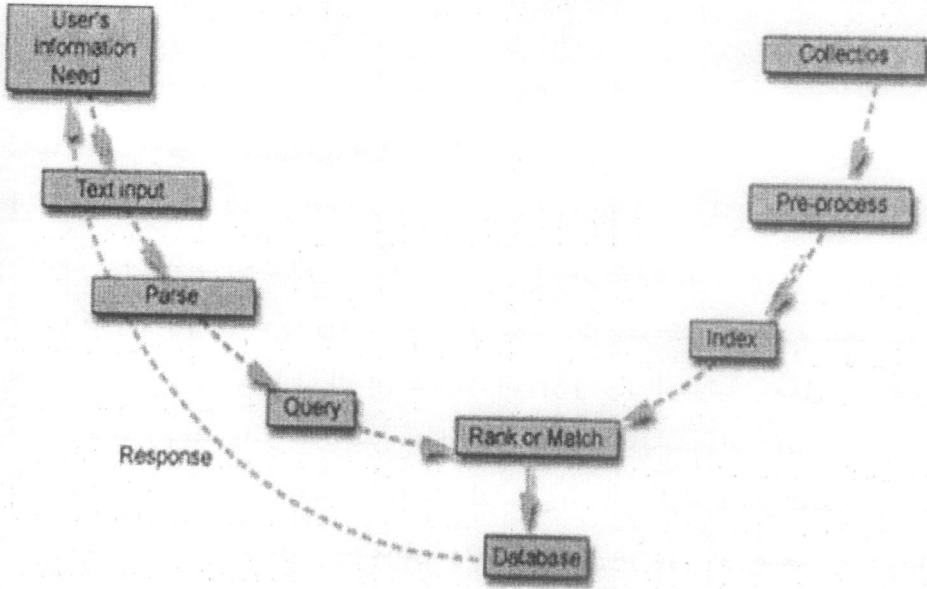 User's
Information
Need
Collectios
Text input
Pre-process
Parse
Index
Query
Rank or Match
Response
Database